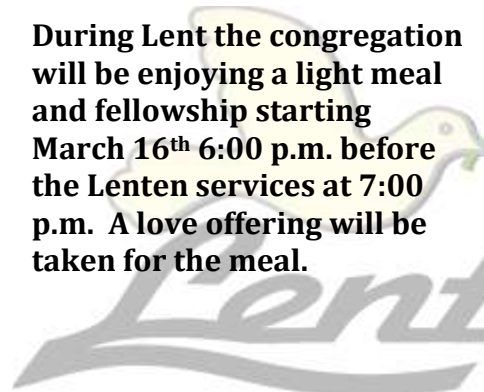 During Lent the congregation
will be enjoying a light meal
and fellowship starting
March 16th 6:00 p.m. before
the Lenten services at 7:00
p.m.  A love offering will be
taken for the meal.
Lent